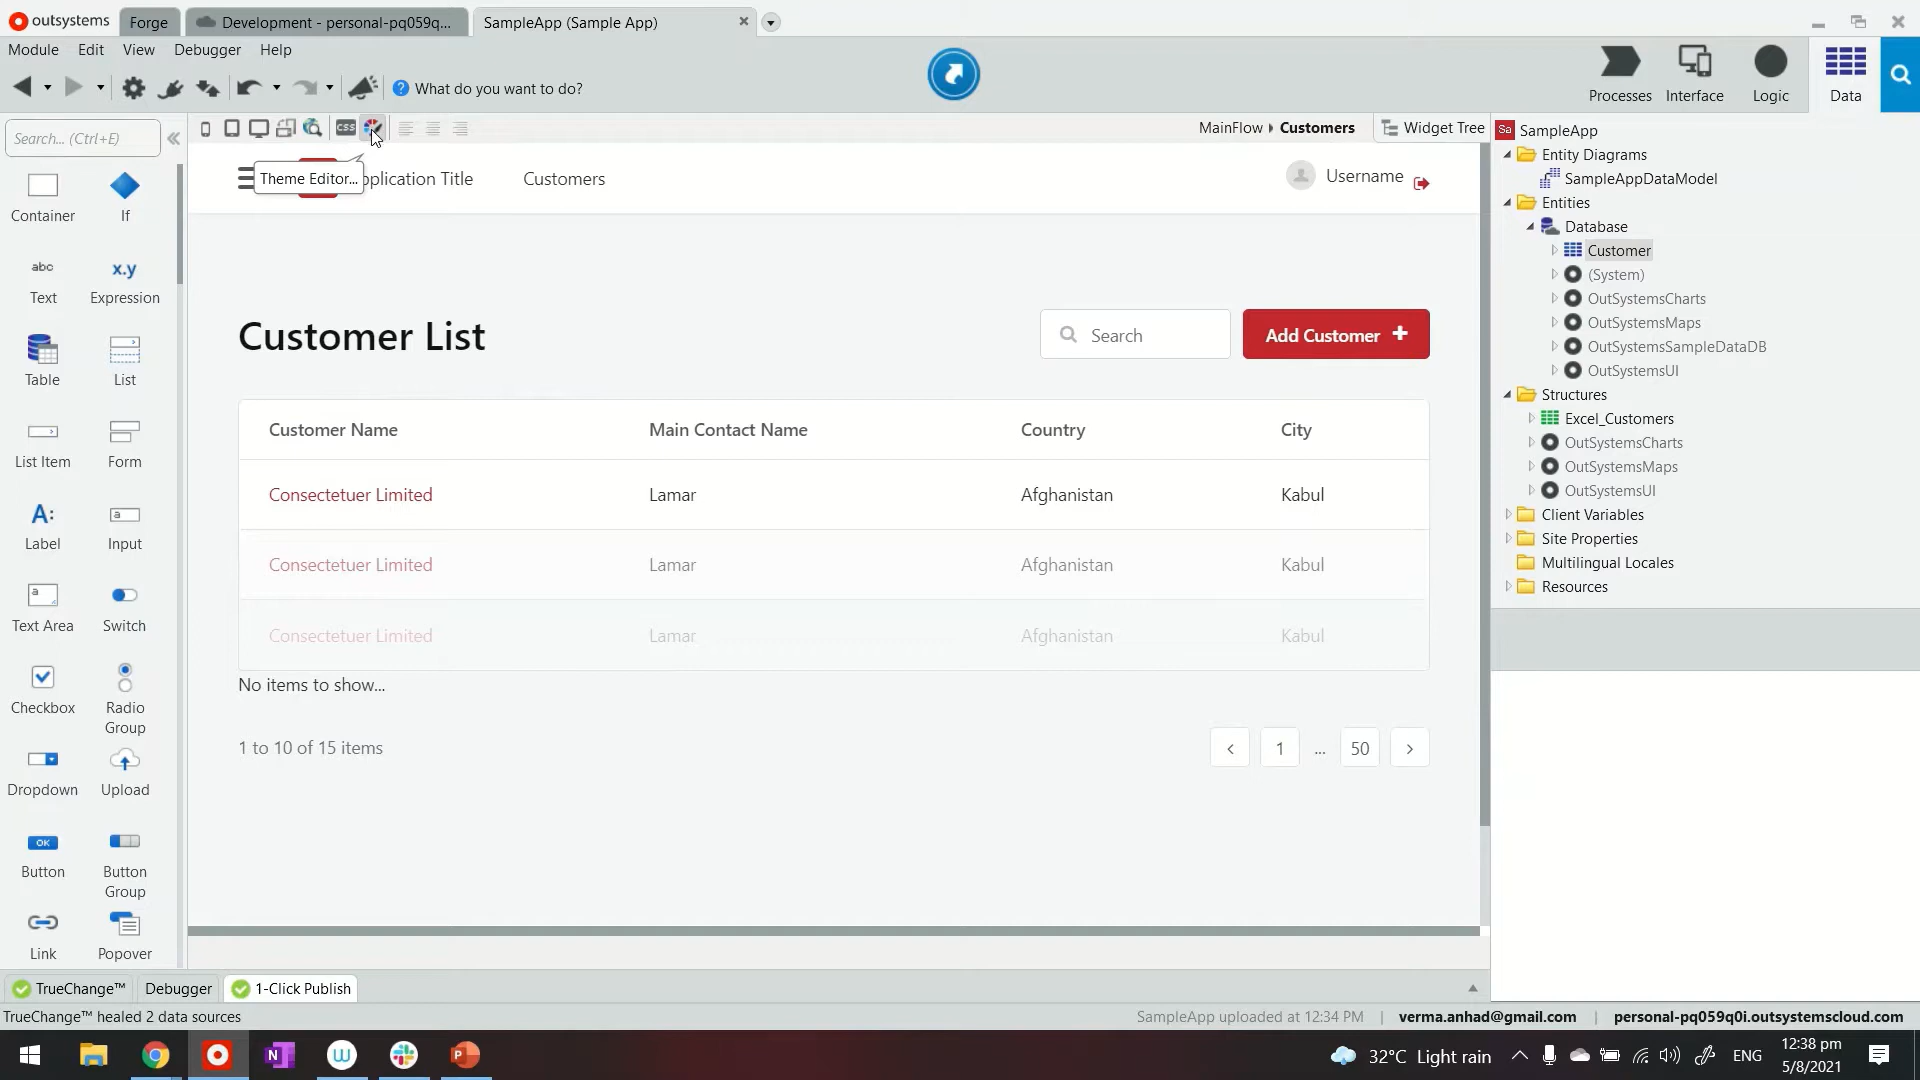 outsystems
Forge
Development - personal-pq059q...
SampleApp (Sample App)
Module Edit View Debugger Help
What do you want to do?
Processes
Interface
Logic
Data
Search... (Ctrl+E)
css
MainFlow Customers
Widget Tree
Theme Editor...
pplication Title
Customers
Username
Container
If
abc
Text
x.y
Expression
Table
List
List Item
Form
A:
Label
a
Input
a
Text Area
Switch
Checkbox
Radio
Group
Dropdown
Upload
OK
Button
Button
Group
Link
Popover
Customer List
Search
Add Customer +
Customer Name Main Contact Name Country City
Consectetuer Limited Lamar Afghanistan Kabul
Consectetuer Limited Lamar Afghanistan Kabul
Consectetuer Limited Lamar Afghanistan Kabul
No items to show...
1 to 10 of 15 items
< 1 ... 50 >
Sa SampleApp
Entity Diagrams
SampleAppDataModel
Entities
Database
Customer
(System)
OutSystemsCharts
OutSystemsMaps
OutSystemsSampleDataDB
OutSystemsUI
Structures
Excel_Customers
OutSystemsCharts
OutSystemsMaps
OutSystemsUI
Client Variables
Site Properties
Multilingual Locales
Resources
TrueChange™
Debugger
1-Click Publish
TrueChange™ healed 2 data sources
SampleApp uploaded at 12:34 PM | verma.anhad@gmail.com | personal-pq059q0i.outsystemscloud.com
32°C Light rain
ENG
12:38 pm
5/8/2021